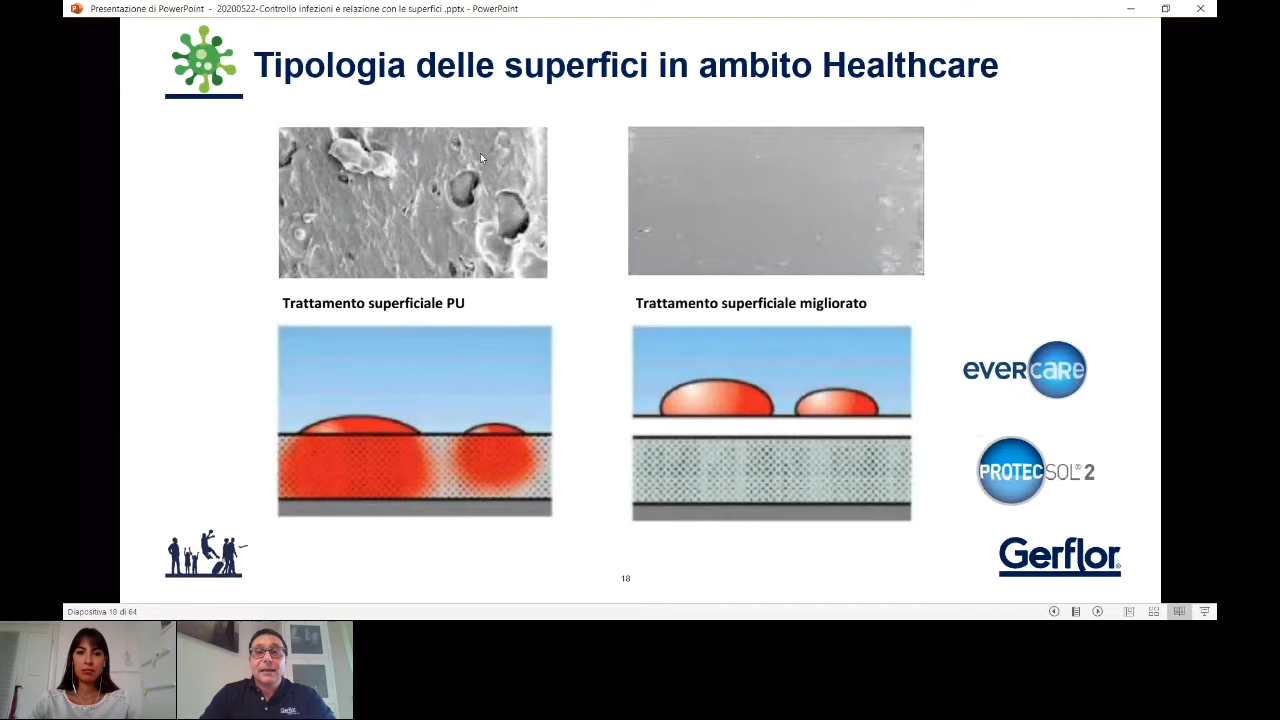 Presentazione di PowerPoint - 20200522-Controllo infezioni e relazione con le superfici .pptx - PowerPoint
Tipologia delle superfici in ambito Healthcare
Trattamento superficiale PU
Trattamento superficiale migliorato
evercare
PROTECSOL® 2
Gerflor®
18
Diapositiva 18 di 64
Gerflor